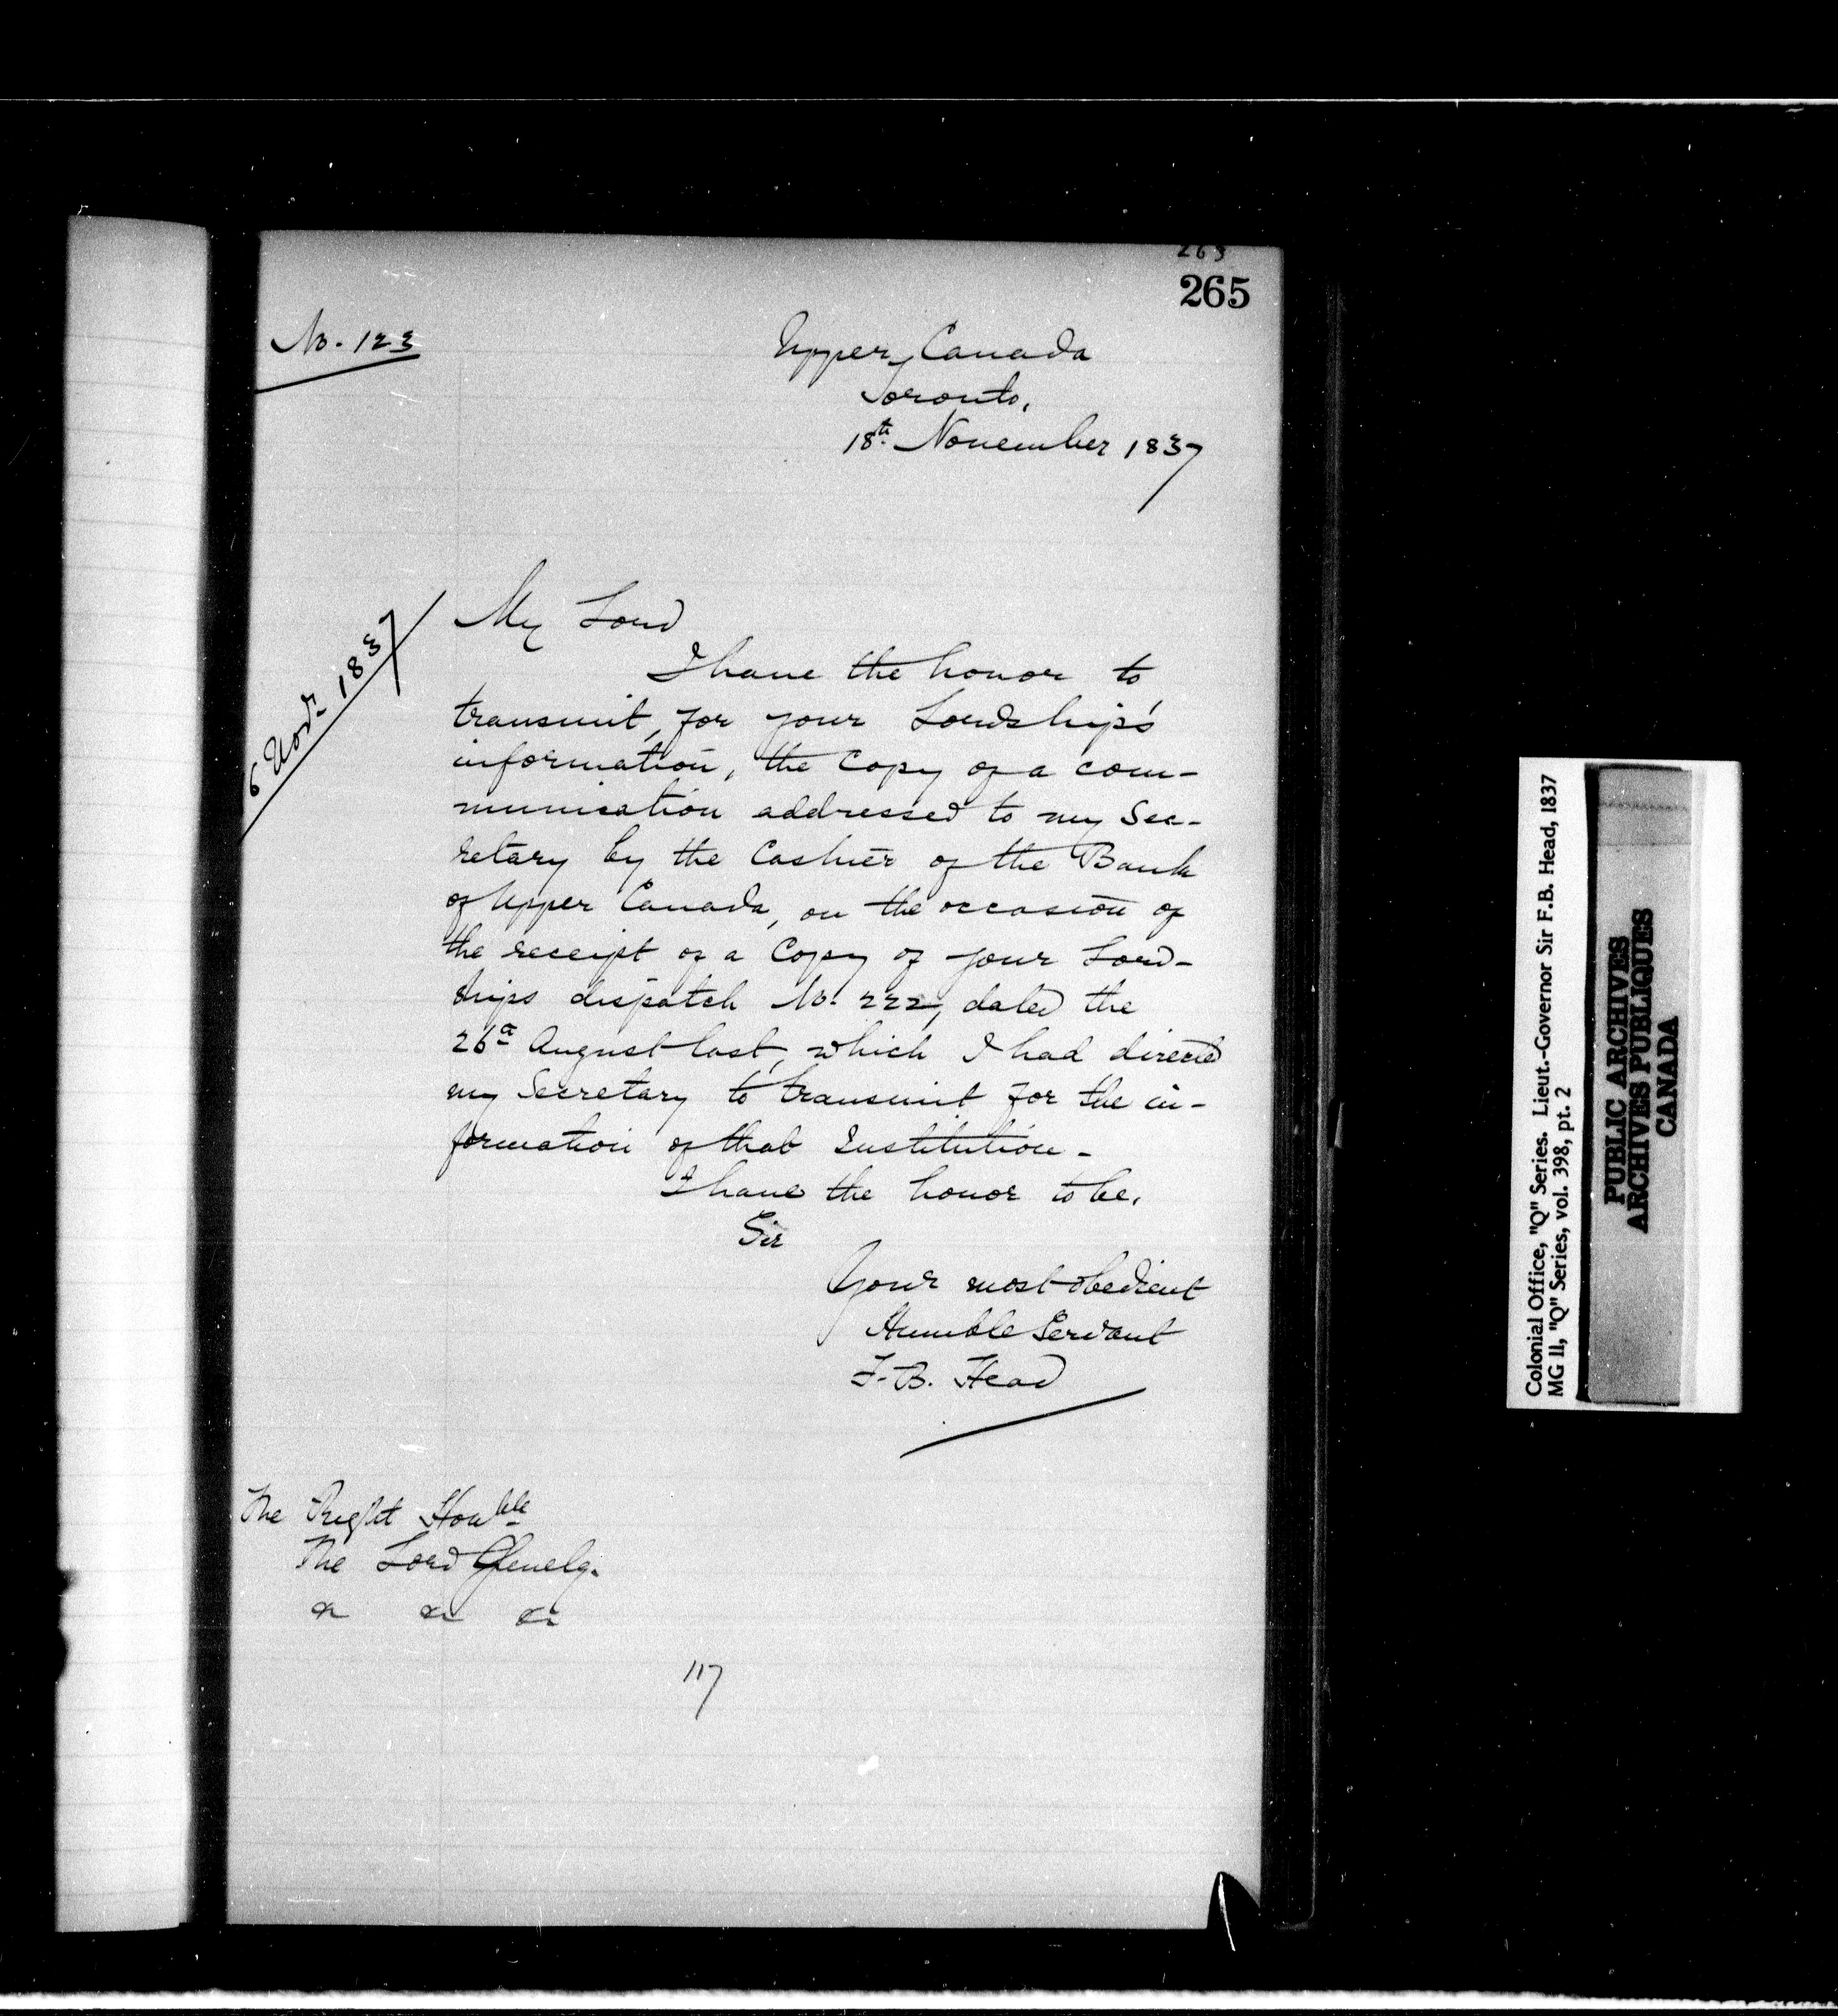 263
265
No. 123
Upper Canada
Toronto,
18th November 1837
My Lord
6 Novr 1837
I have the honor to
transmit, for your Lordship's
information, the Copy of a com-
munication addressed to my Sec-
retary by the Cashier of the Bank
of Upper Canada, on the occasion of
the receipt of a Copy of your Lord-
ships dispatch No. 222, dated the
26th August last, which I had directed
my Secretary to transmit for the in-
formation of that Institution -
I have the honor to be,
Sir
Your most obedient
Humble Servant
F. B. Head
The Right Honble
The Lord Glenelg.
&c &c &c
117
Colonial Office, "Q" Series. Lieut.-Governor Sir F.B. Head, 1837
MG 11, "Q" Series, vol. 398, pt. 2
PUBLIC ARCHIVES
ARCHIVES PUBLIQUES
CANADA